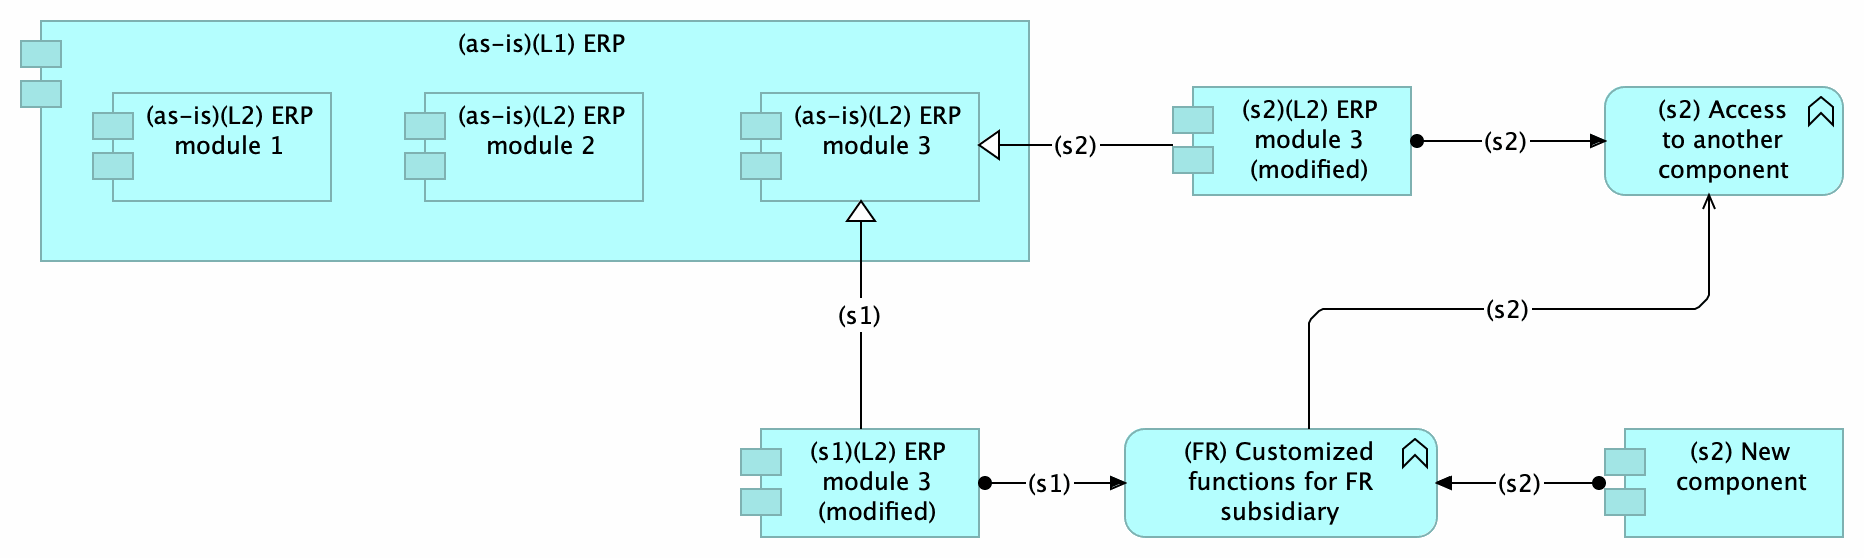 (as-is)(L1) ERP
(as-is)(L2) ERP
module 1
(as-is)(L2) ERP
module 2
(as-is)(L2) ERP
module 3
(s2)
(s2)(L2) ERP
module 3
(modified)
(s2)
(s2) Access
to another
component
(s1)
(s2)
(s1)(L2) ERP
module 3
(modified)
(s1)
(FR) Customized
functions for FR
subsidiary
(s2)
(s2) New
component